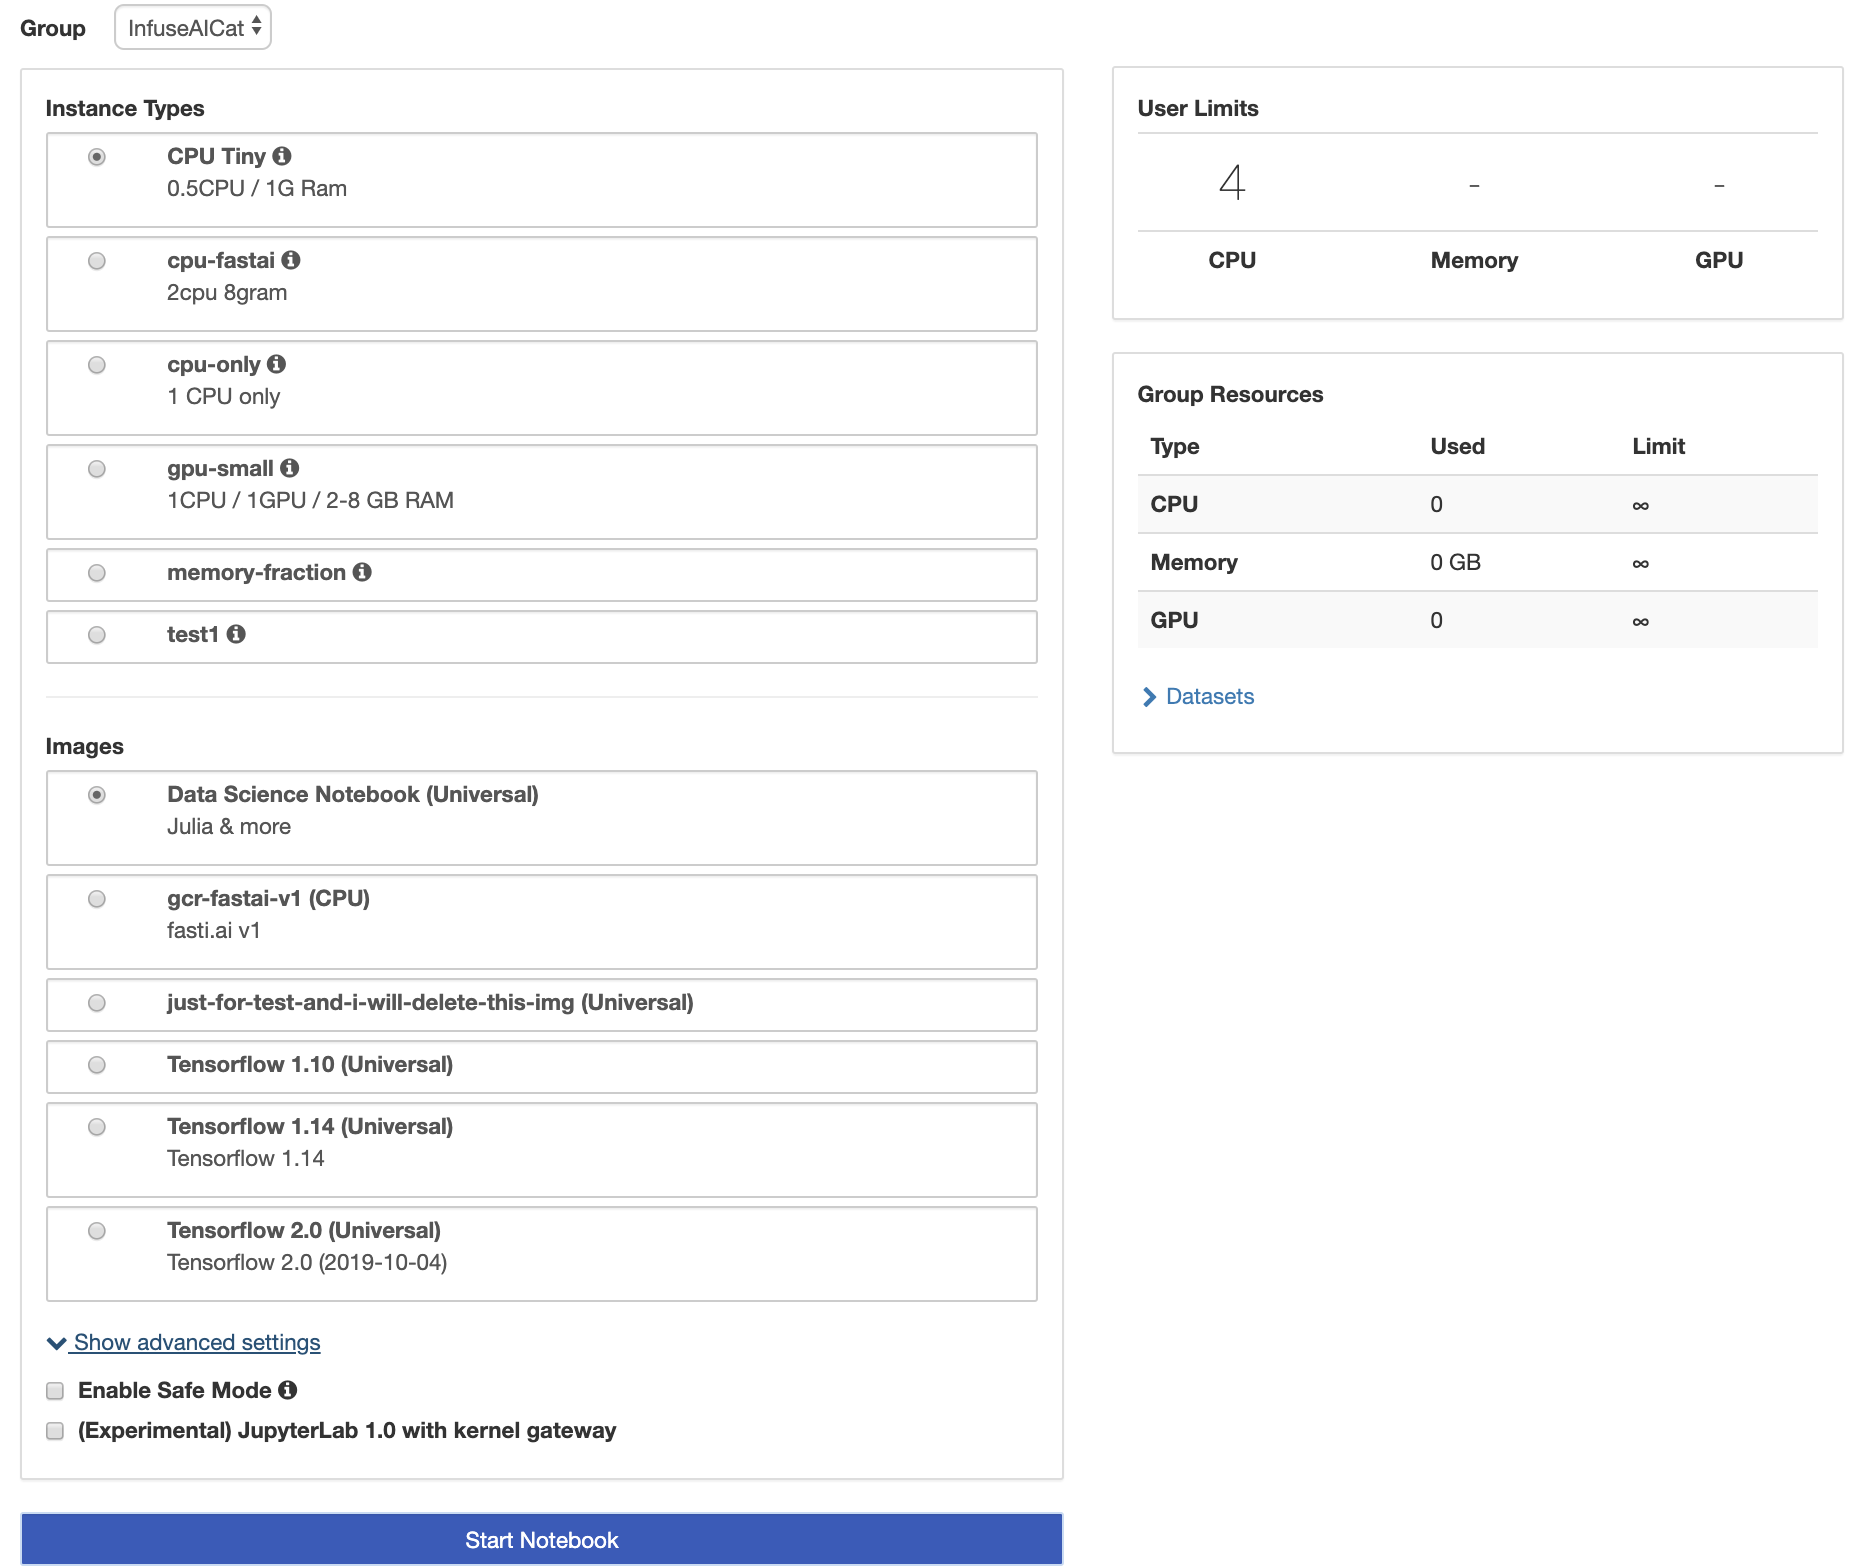 Group InfuseAICat
Instance Types
CPU Tiny
0.5CPU / 1G Ram
cpu-fastai
2cpu 8gram
cpu-only
1 CPU only
gpu-small
1CPU / 1GPU / 2-8 GB RAM
memory-fraction
test1
Images
Data Science Notebook (Universal)
Julia & more
gcr-fastai-v1 (CPU)
fasti.ai v1
just-for-test-and-i-will-delete-this-img (Universal)
Tensorflow 1.10 (Universal)
Tensorflow 1.14 (Universal)
Tensorflow 1.14
Tensorflow 2.0 (Universal)
Tensorflow 2.0 (2019-10-04)
Show advanced settings
Enable Safe Mode
(Experimental) JupyterLab 1.0 with kernel gateway
Start Notebook
User Limits
4 - -
CPU Memory GPU
Group Resources
Type Used Limit
CPU 0 ∞
Memory 0 GB ∞
GPU 0 ∞
Datasets